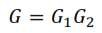 G = G₁G₂